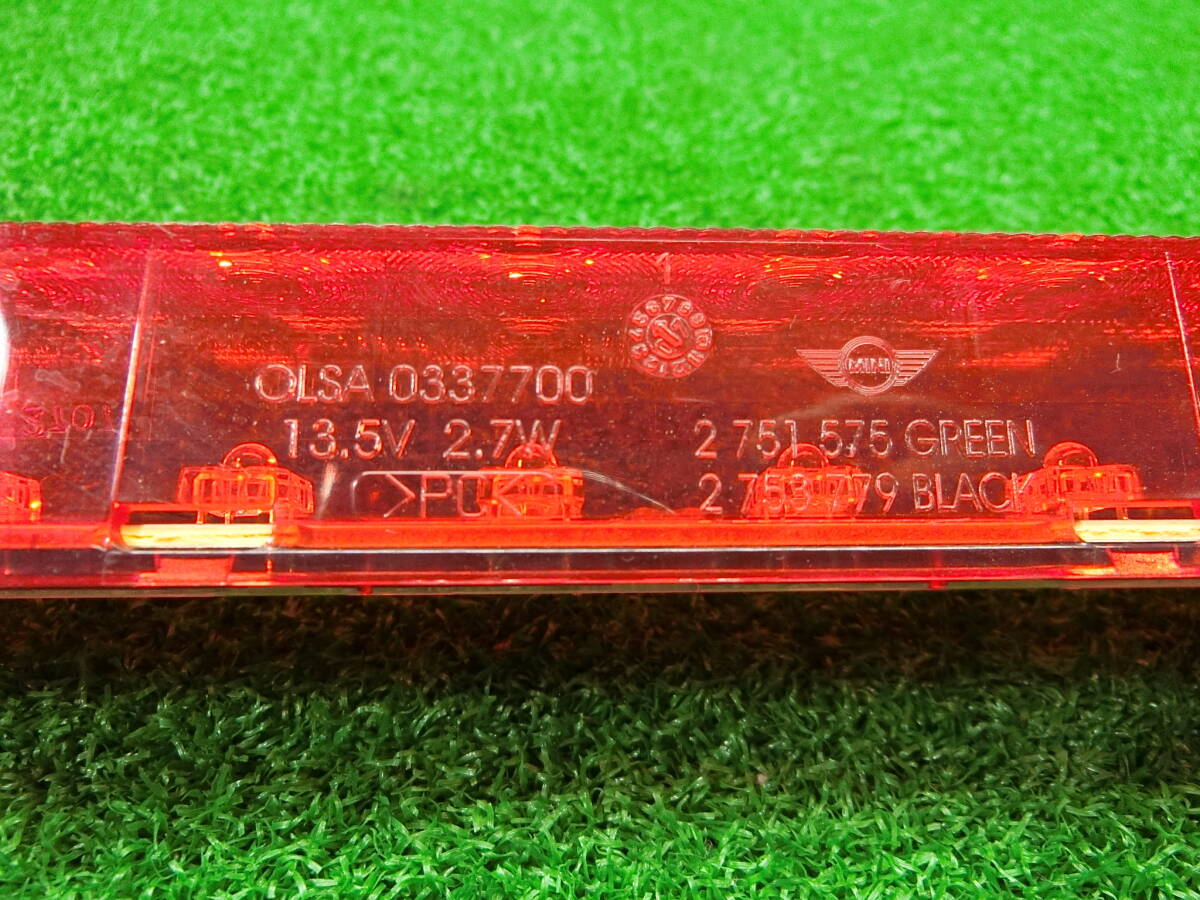 OLSA 0337700
13.5V 2.7W
>PC<
MINI
2 751 575 GREEN
2 753 779 BLACK